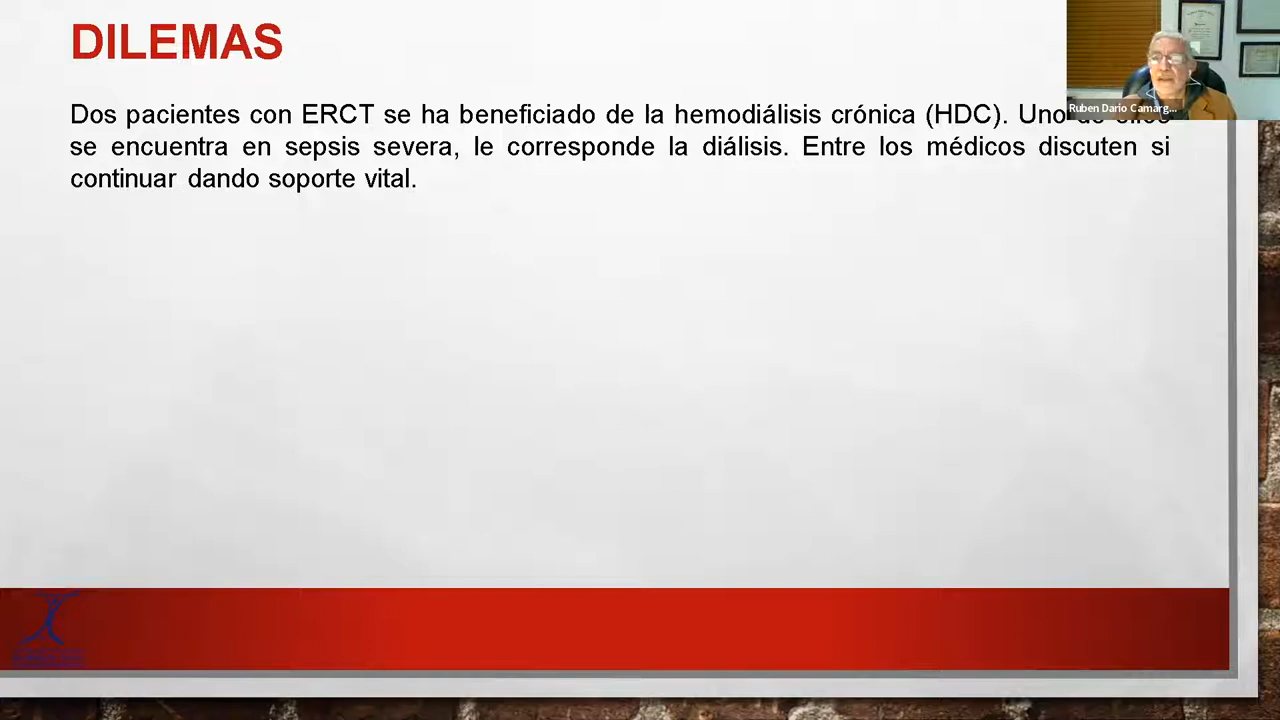 DILEMAS
Ruben Dario Camarg...
Dos pacientes con ERCT se ha beneficiado de la hemodiálisis crónica (HDC). Uno
se encuentra en sepsis severa, le corresponde la diálisis. Entre los médicos discuten si
continuar dando soporte vital.